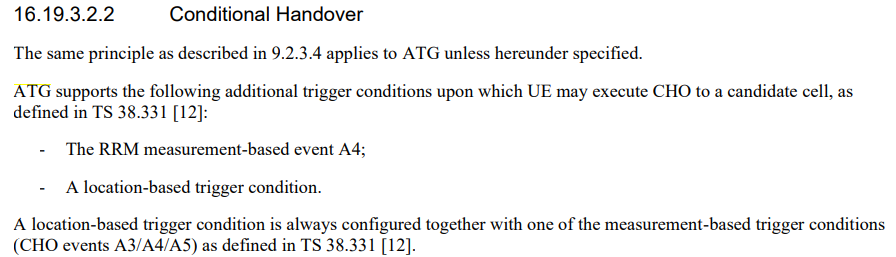 16.19.3.2.2 Conditional Handover
The same principle as described in 9.2.3.4 applies to ATG unless hereunder specified.
ATG supports the following additional trigger conditions upon which UE may execute CHO to a candidate cell, as
defined in TS 38.331 [12]:
- The RRM measurement-based event A4;
- A location-based trigger condition.
A location-based trigger condition is always configured together with one of the measurement-based trigger conditions
(CHO events A3/A4/A5) as defined in TS 38.331 [12].